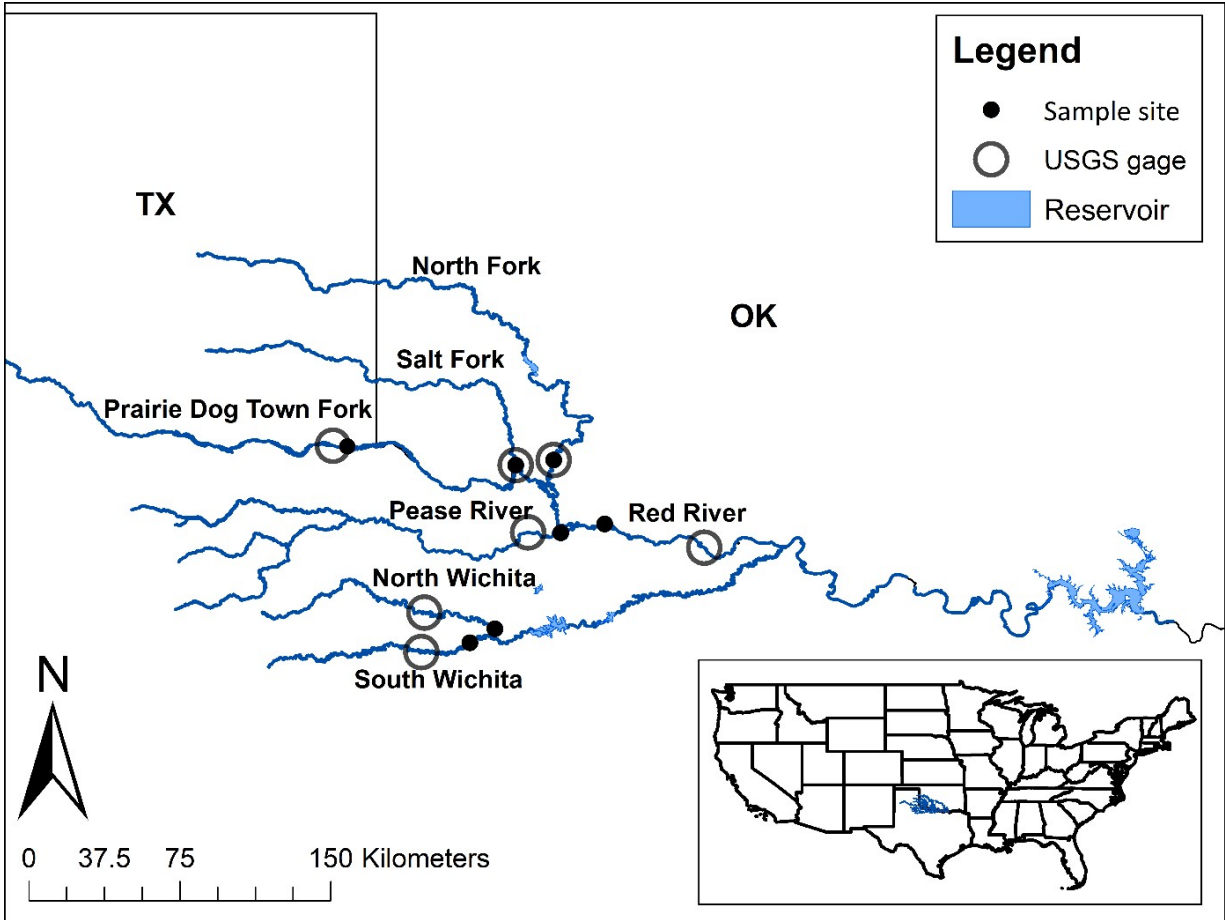 Legend
Sample site
USGS gage
Reservoir
TX
North Fork
OK
Salt Fork
Prairie Dog Town Fork
Pease River
Red River
North Wichita
South Wichita
N
0 37.5 75 150 Kilometers